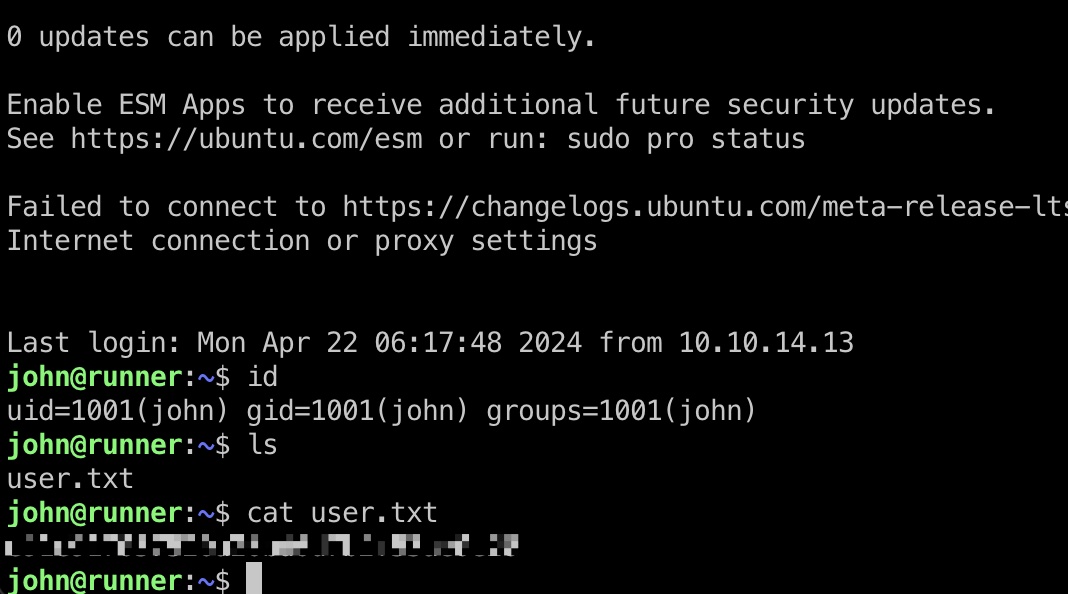 0 updates can be applied immediately.
Enable ESM Apps to receive additional future security updates.
See https://ubuntu.com/esm or run: sudo pro status
Failed to connect to https://changelogs.ubuntu.com/meta-release-lts
Internet connection or proxy settings
Last login: Mon Apr 22 06:17:48 2024 from 10.10.14.13
john@runner:~$ id
uid=1001(john) gid=1001(john) groups=1001(john)
john@runner:~$ ls
user.txt
john@runner:~$ cat user.txt
john@runner:~$